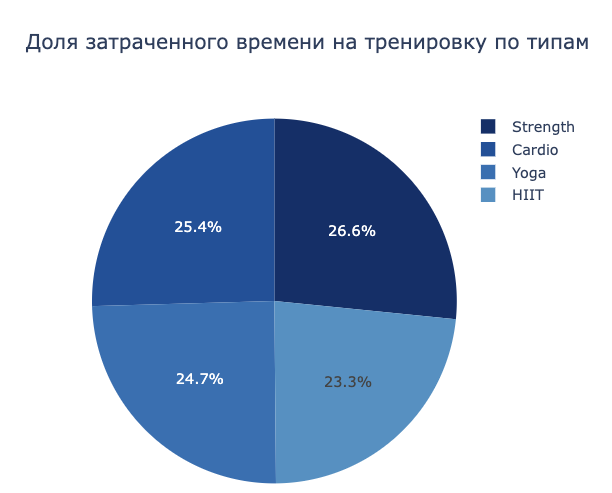 Доля затраченного времени на тренировку по типам
Strength
Cardio
Yoga
HIIT
25.4%
26.6%
24.7%
23.3%